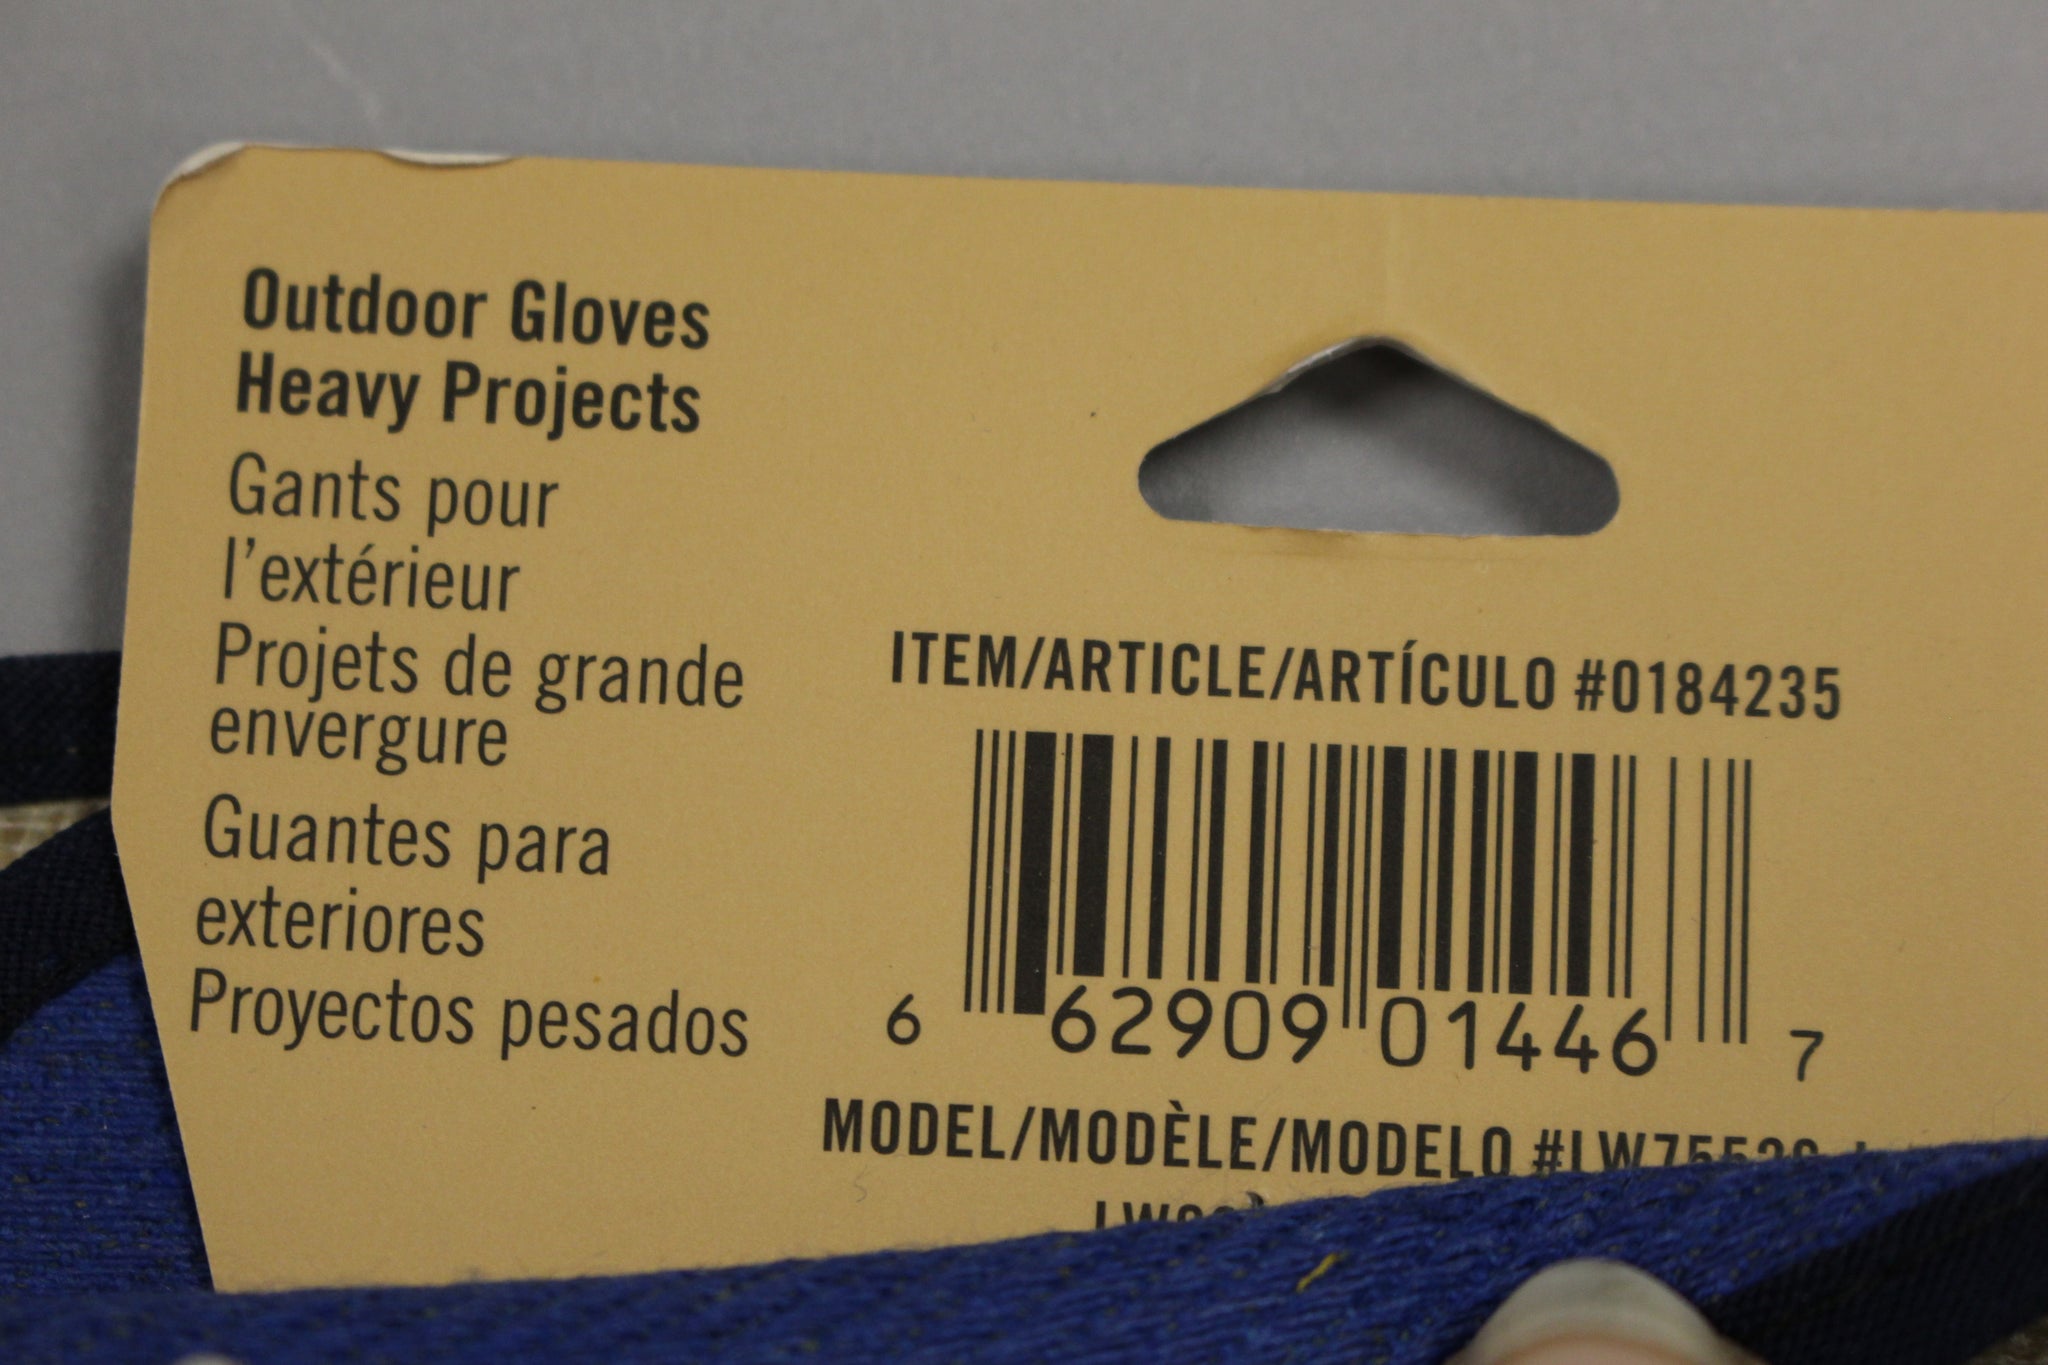 Outdoor Gloves
Heavy Projects
Gants pour
l'extérieur
Projets de grande
envergure
Guantes para
exteriores
Proyectos pesados
ITEM/ARTICLE/ARTÍCULO #0184235
6 62909 01446 7
MODEL/MODÈLE/MODELO